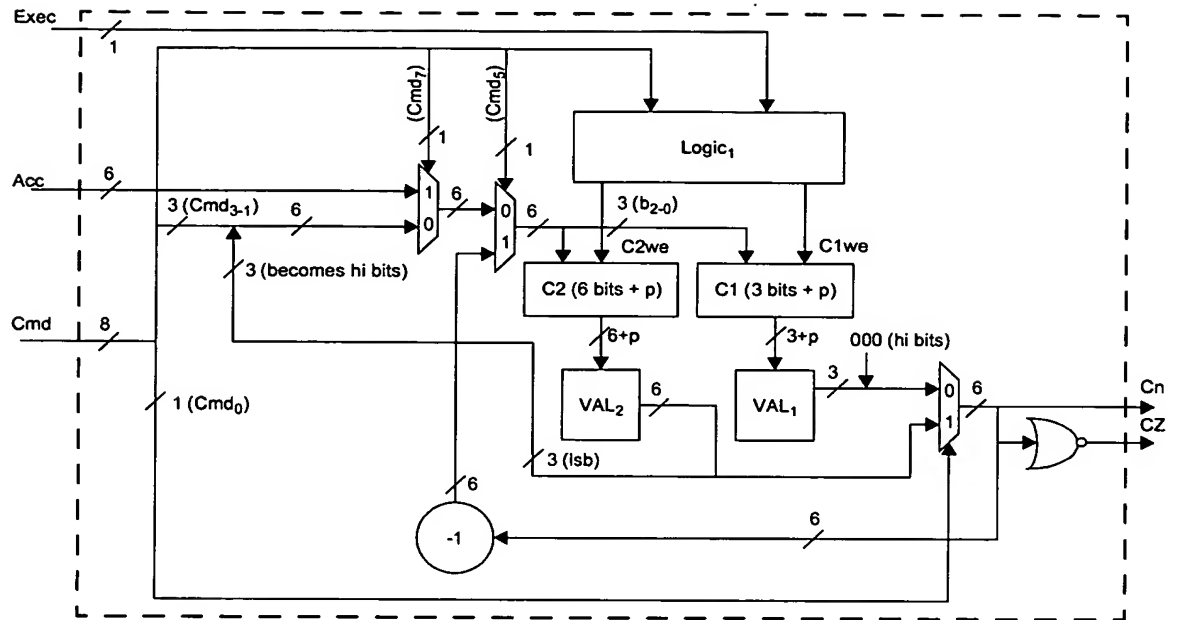 Exec
1
(Cmd7)
(Cmd5)
1
1
Logic1
Acc
6
1
0
6
0
1
6
3 (b2-0)
3 (Cmd3-1)
6
C2we
C1we
3 (becomes hi bits)
C2 (6 bits + p)
C1 (3 bits + p)
Cmd
8
6+p
3+p
000 (hi bits)
VAL2
6
VAL1
3
0
1
6
Cn
CZ
1 (Cmd0)
3 (lsb)
6
-1
6